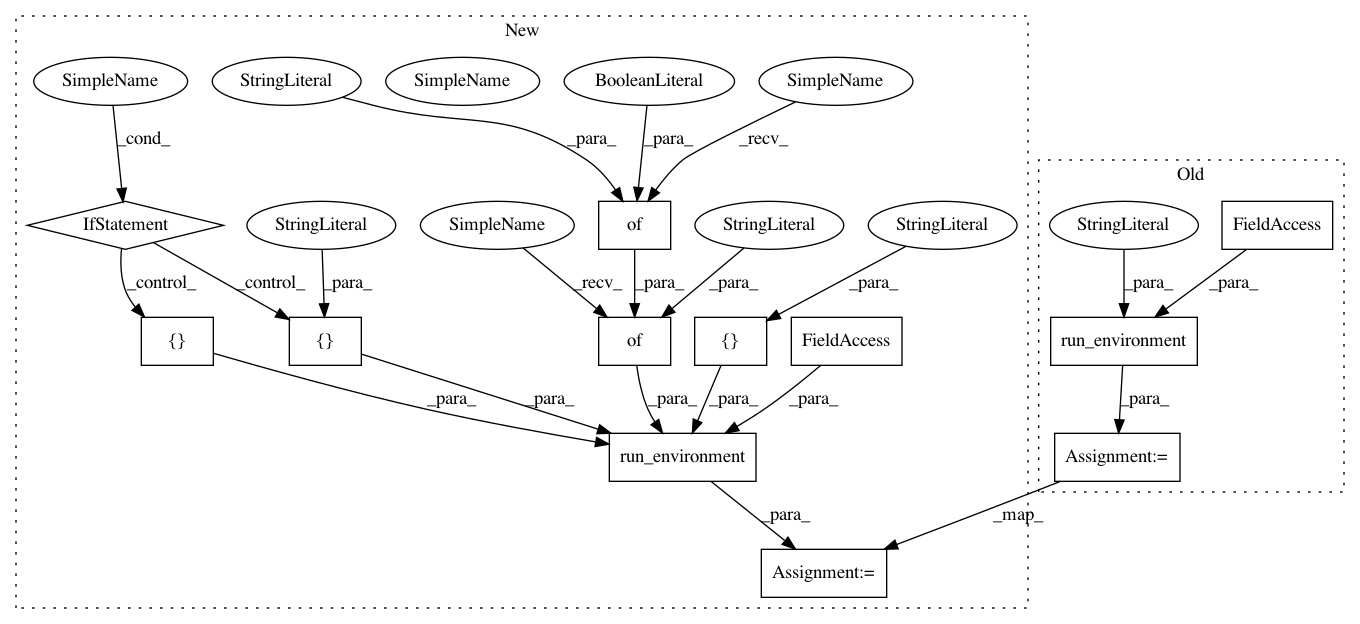 New
SimpleName
StringLiteral
SimpleName
BooleanLiteral
SimpleName
_cond_
_para_
_para_
_recv_
Old
IfStatement
StringLiteral
SimpleName
of
StringLiteral
StringLiteral
StringLiteral
FieldAccess
_control_
_control_
_para_
_recv_
_para_
_para_
_para_
_para_
_para_
{}
{}
of
{}
FieldAccess
run_environment
_para_
_para_
_para_
_para_
_para_
_para_
run_environment
Assignment:=
_para_
_map_
Assignment:=